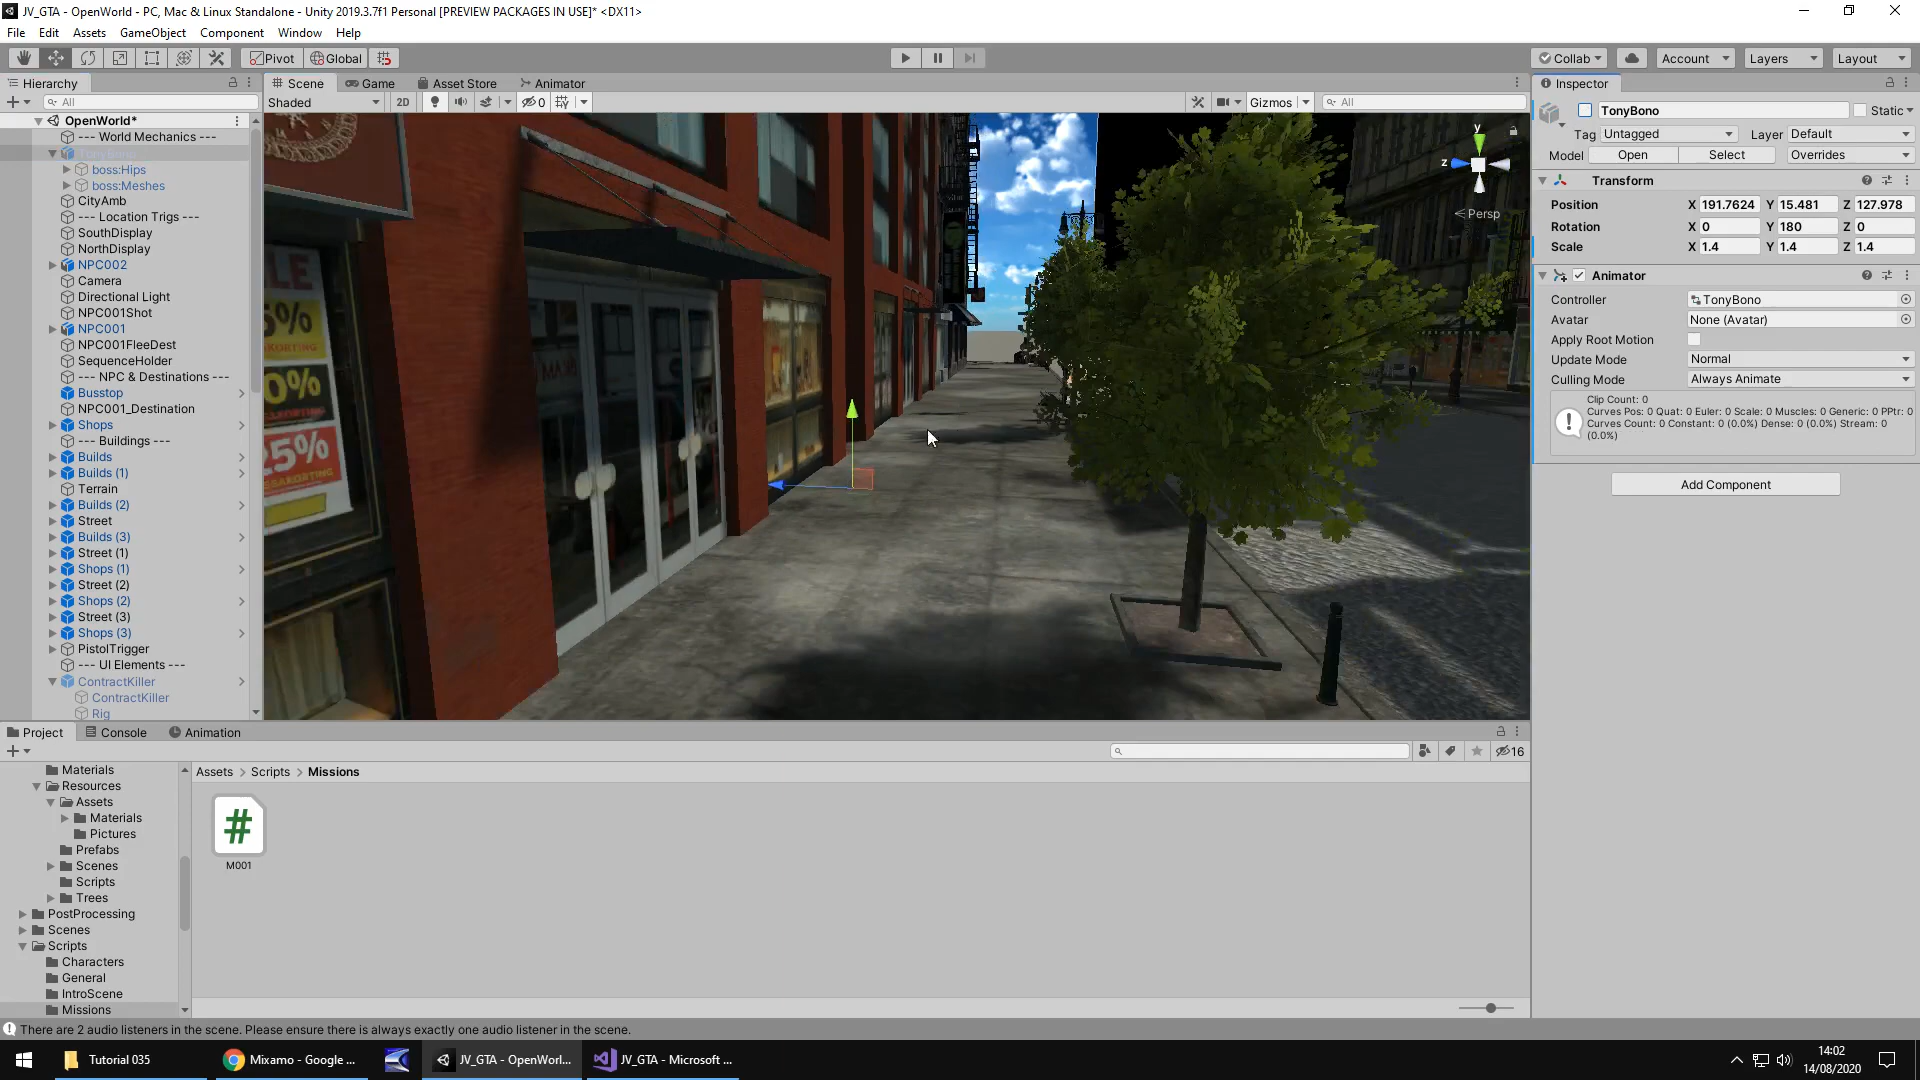 JV_GTA - OpenWorld - PC, Mac & Linux Standalone - Unity 2019.3.7f1 Personal [PREVIEW PACKAGES IN USE]* <DX11>
File Edit Assets GameObject Component Window Help
Pivot Global Collab Account Layers Layout
Hierarchy Scene Game Asset Store Animator Inspector
All Shaded 2D 0 Gizmos All
OpenWorld*
--- World Mechanics ---
TonyBono
boss:Hips
boss:Meshes
CityAmb
--- Location Trigs ---
SouthDisplay
NorthDisplay
NPC002
Camera
Directional Light
NPC001Shot
NPC001
NPC001FleeDest
SequenceHolder
--- NPC & Destinations ---
Busstop
NPC001_Destination
Shops
--- Buildings ---
Builds
Builds (1)
Terrain
Builds (2)
Street
Builds (3)
Street (1)
Shops (1)
Street (2)
Shops (2)
Street (3)
Shops (3)
PistolTrigger
--- UI Elements ---
ContractKiller
ContractKiller
Rig
y
z
Persp
TonyBono Static
Tag Untagged Layer Default
Model Open Select Overrides
Transform
Position X 191.7624 Y 15.481 Z 127.978
Rotation X 0 Y 180 Z 0
Scale X 1.4 Y 1.4 Z 1.4
Animator
Controller TonyBono
Avatar None (Avatar)
Apply Root Motion
Update Mode Normal
Culling Mode Always Animate
Clip Count: 0
Curves Pos: 0 Quat: 0 Euler: 0 Scale: 0 Muscles: 0 Generic: 0 PPtr: 0
Curves Count: 0 Constant: 0 (0.0%) Dense: 0 (0.0%) Stream: 0
(0.0%)
Add Component
Project Console Animation
16
Materials
Resources
Assets
Materials
Pictures
Prefabs
Scenes
Scripts
Trees
PostProcessing
Scenes
Scripts
Characters
General
IntroScene
Missions
Assets > Scripts > Missions
#
M001
There are 2 audio listeners in the scene. Please ensure there is always exactly one audio listener in the scene.
Tutorial 035 Mixamo - Google ... JV_GTA - OpenWorl... JV_GTA - Microsoft ...
14:02
14/08/2020